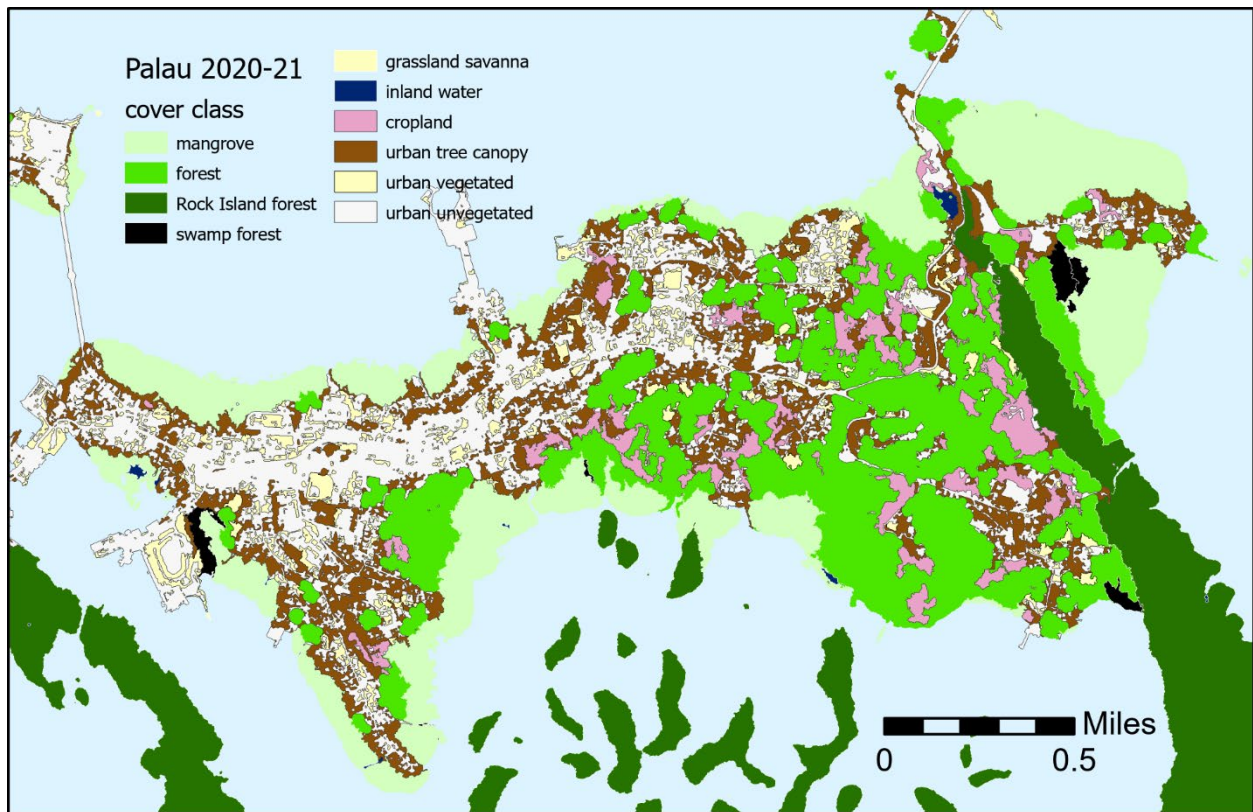 Palau 2020-21
cover class
mangrove
forest
Rock Island forest
swamp forest
grassland savanna
inland water
cropland
urban tree canopy
urban vegetated
urban unvegetated
Miles
0 0.5